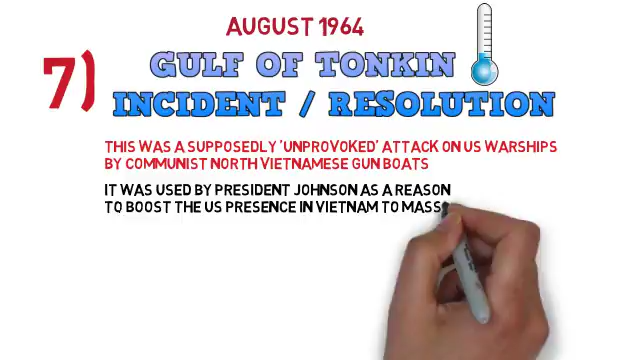 AUGUST 1964
7)
GULF OF TONKIN
INCIDENT / RESOLUTION
THIS WAS A SUPPOSEDLY 'UNPROVOKED' ATTACK ON US WARSHIPS
BY COMMUNIST NORTH VIETNAMESE GUN BOATS
IT WAS USED BY PRESIDENT JOHNSON AS A REASON
TO BOOST THE US PRESENCE IN VIETNAM TO MASS